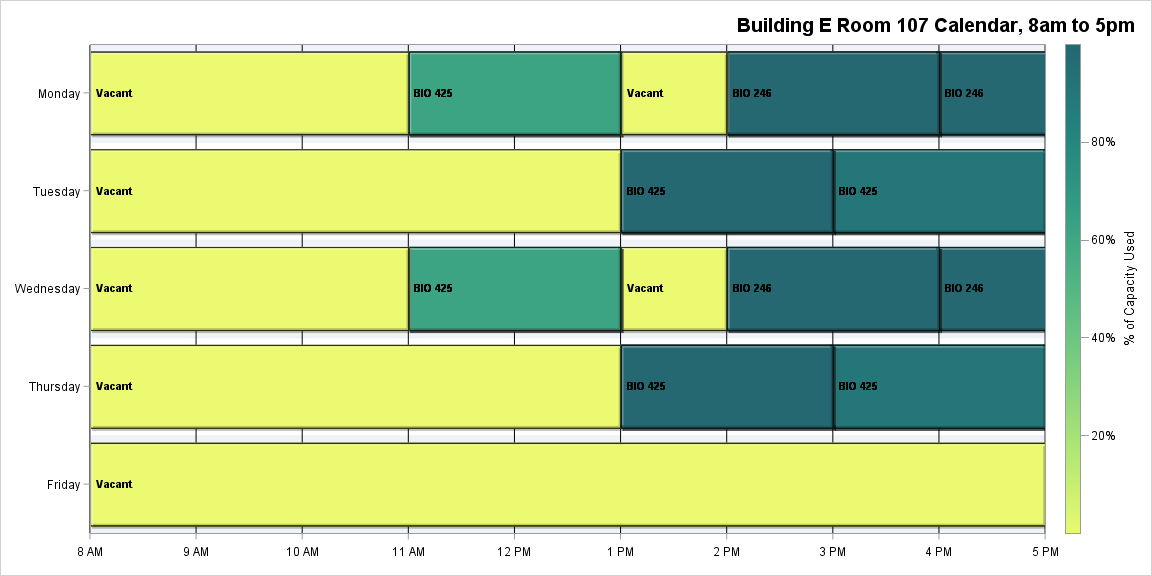 Building E Room 107 Calendar, 8am to 5pm
Monday
Vacant
BIO 425
Vacant
BIO 246
BIO 246
Tuesday
Vacant
BIO 425
BIO 425
Wednesday
Vacant
BIO 425
Vacant
BIO 246
BIO 246
Thursday
Vacant
BIO 425
BIO 425
Friday
Vacant
8 AM
9 AM
10 AM
11 AM
12 PM
1 PM
2 PM
3 PM
4 PM
5 PM
80%
60%
40%
20%
% of Capacity Used